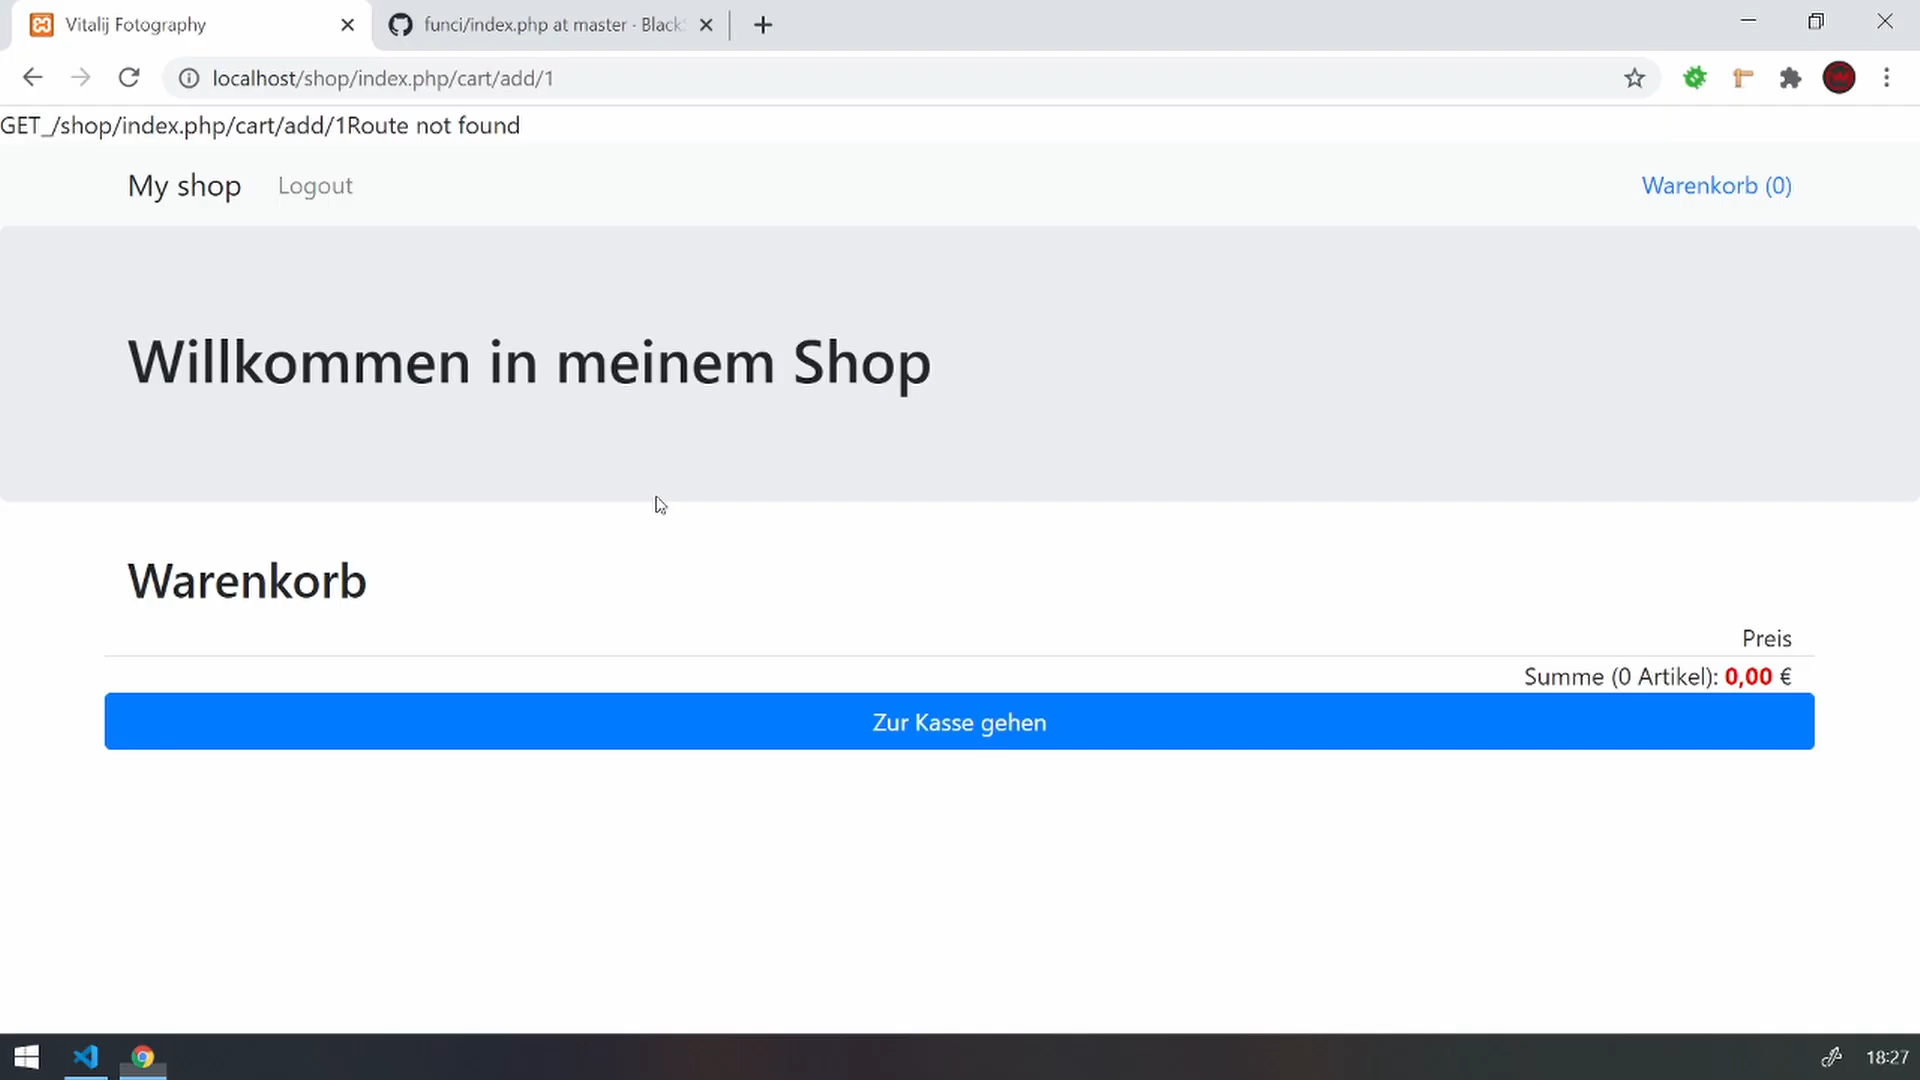 Vitalij Fotography
funci/index.php at master · Black
localhost/shop/index.php/cart/add/1
GET_/shop/index.php/cart/add/1Route not found
My shop
Logout
Warenkorb (0)
Willkommen in meinem Shop
Warenkorb
Preis
Summe (0 Artikel): 0,00 €
Zur Kasse gehen
18:27